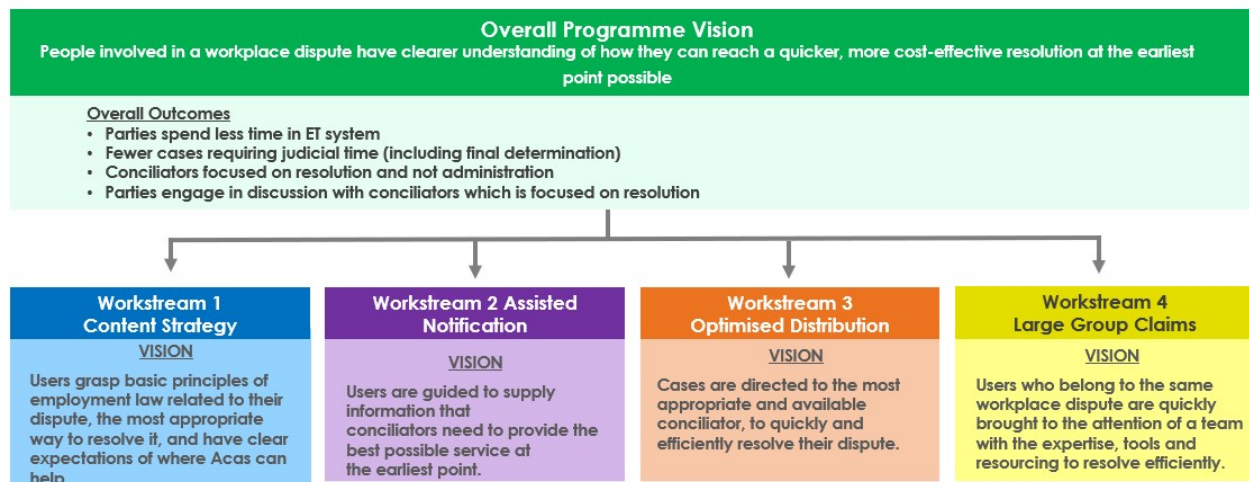 Overall Programme Vision
People involved in a workplace dispute have clearer understanding of how they can reach a quicker, more cost-effective resolution at the earliest
point possible
Overall Outcomes
• Parties spend less time in ET system
• Fewer cases requiring judicial time (including final determination)
• Conciliators focused on resolution and not administration
• Parties engage in discussion with conciliators which is focused on resolution
Workstream 1
Content Strategy
VISION
Users grasp basic principles of
employment law related to their
dispute, the most appropriate
way to resolve it, and have clear
expectations of where Acas can
help
Workstream 2 Assisted
Notification
VISION
Users are guided to supply
information that
conciliators need to provide the
best possible service at
the earliest point.
Workstream 3
Optimised Distribution
VISION
Cases are directed to the most
appropriate and available
conciliator, to quickly and
efficiently resolve their dispute.
Workstream 4
Large Group Claims
VISION
Users who belong to the same
workplace dispute are quickly
brought to the attention of a team
with the expertise, tools and
resourcing to resolve efficiently.